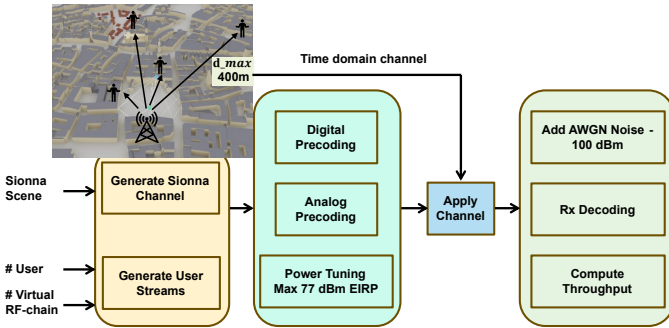 d_max
400m
Time domain channel
Sionna
Scene
# User
# Virtual
RF-chain
Generate Sionna
Channel
Generate User
Streams
Digital
Precoding
Analog
Precoding
Power Tuning
Max 77 dBm EIRP
Apply
Channel
Add AWGN Noise -
100 dBm
Rx Decoding
Compute
Throughput